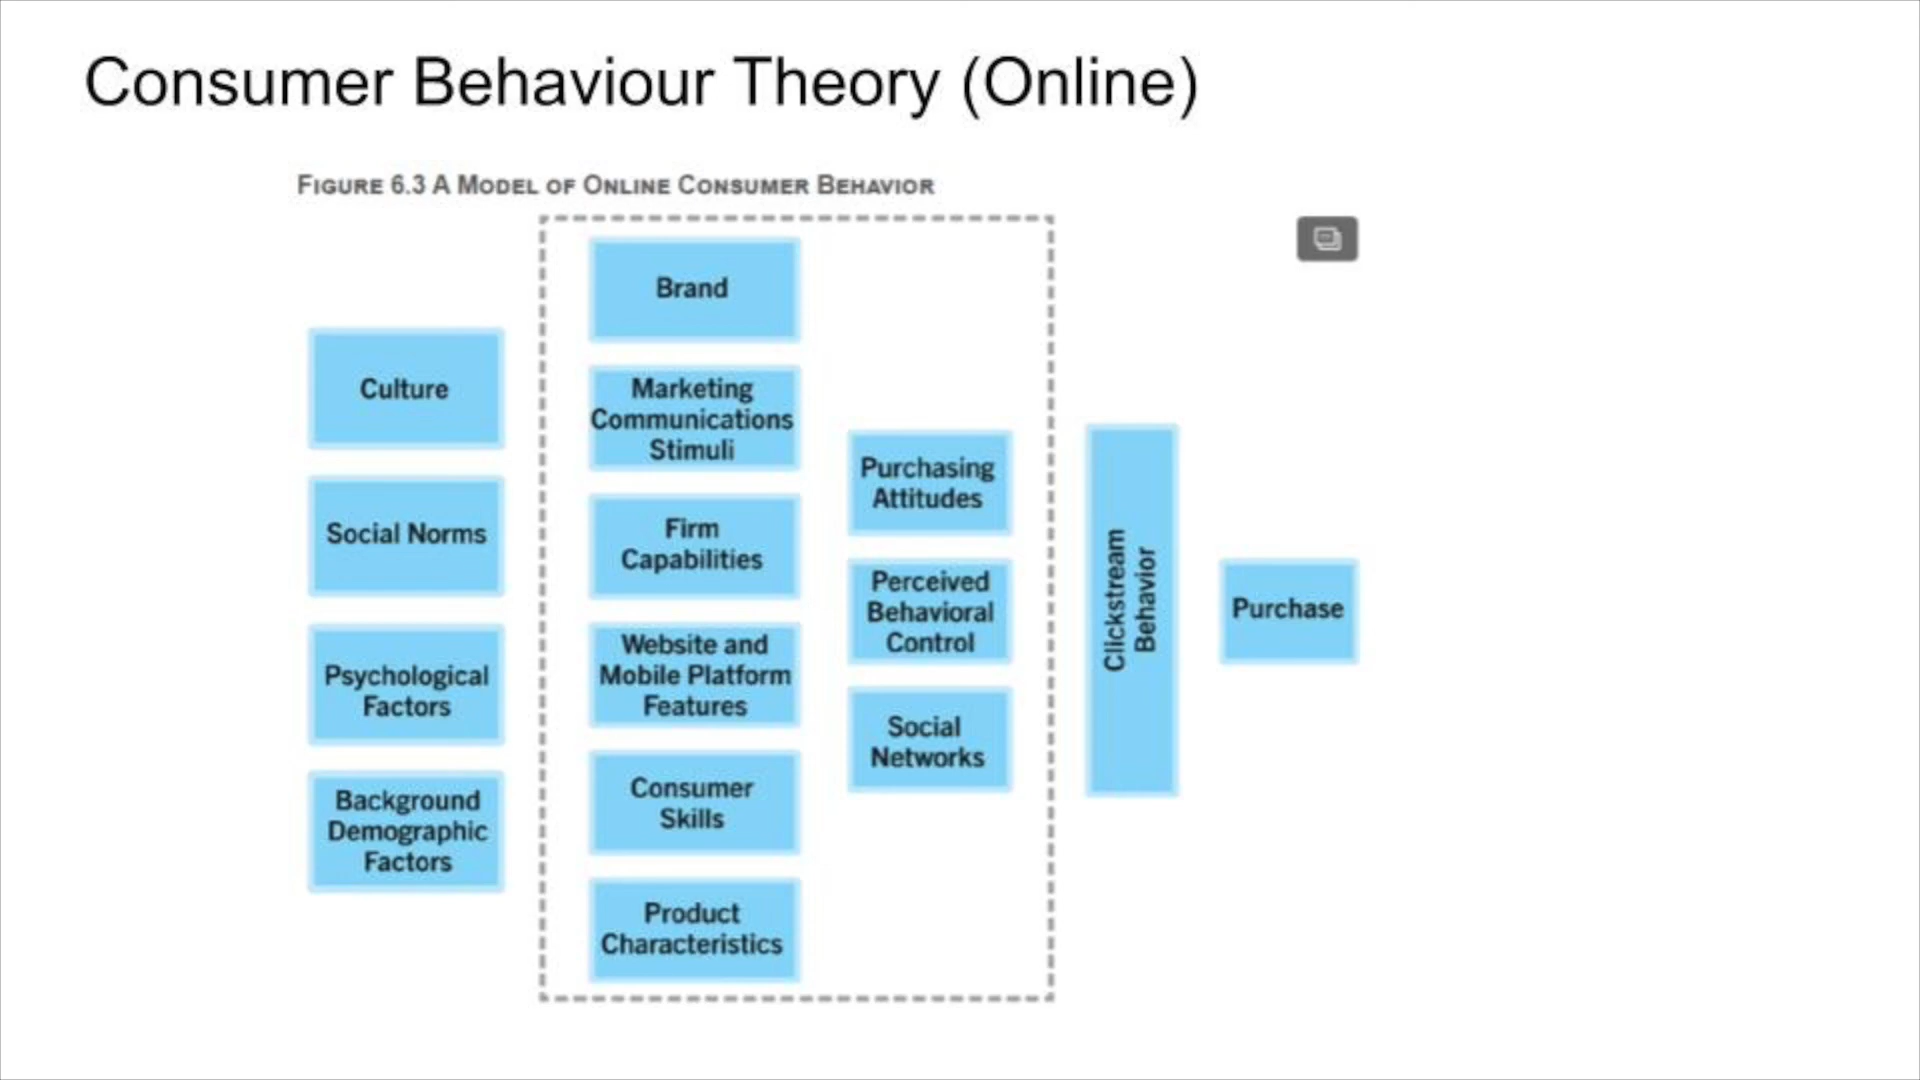 Consumer Behaviour Theory (Online)
FIGURE 6.3 A MODEL OF ONLINE CONSUMER BEHAVIOR
Culture
Social Norms
Psychological
Factors
Background
Demographic
Factors
Brand
Marketing
Communications
Stimuli
Firm
Capabilities
Website and
Mobile Platform
Features
Consumer
Skills
Product
Characteristics
Purchasing
Attitudes
Perceived
Behavioral
Control
Social
Networks
Clickstream
Behavior
Purchase